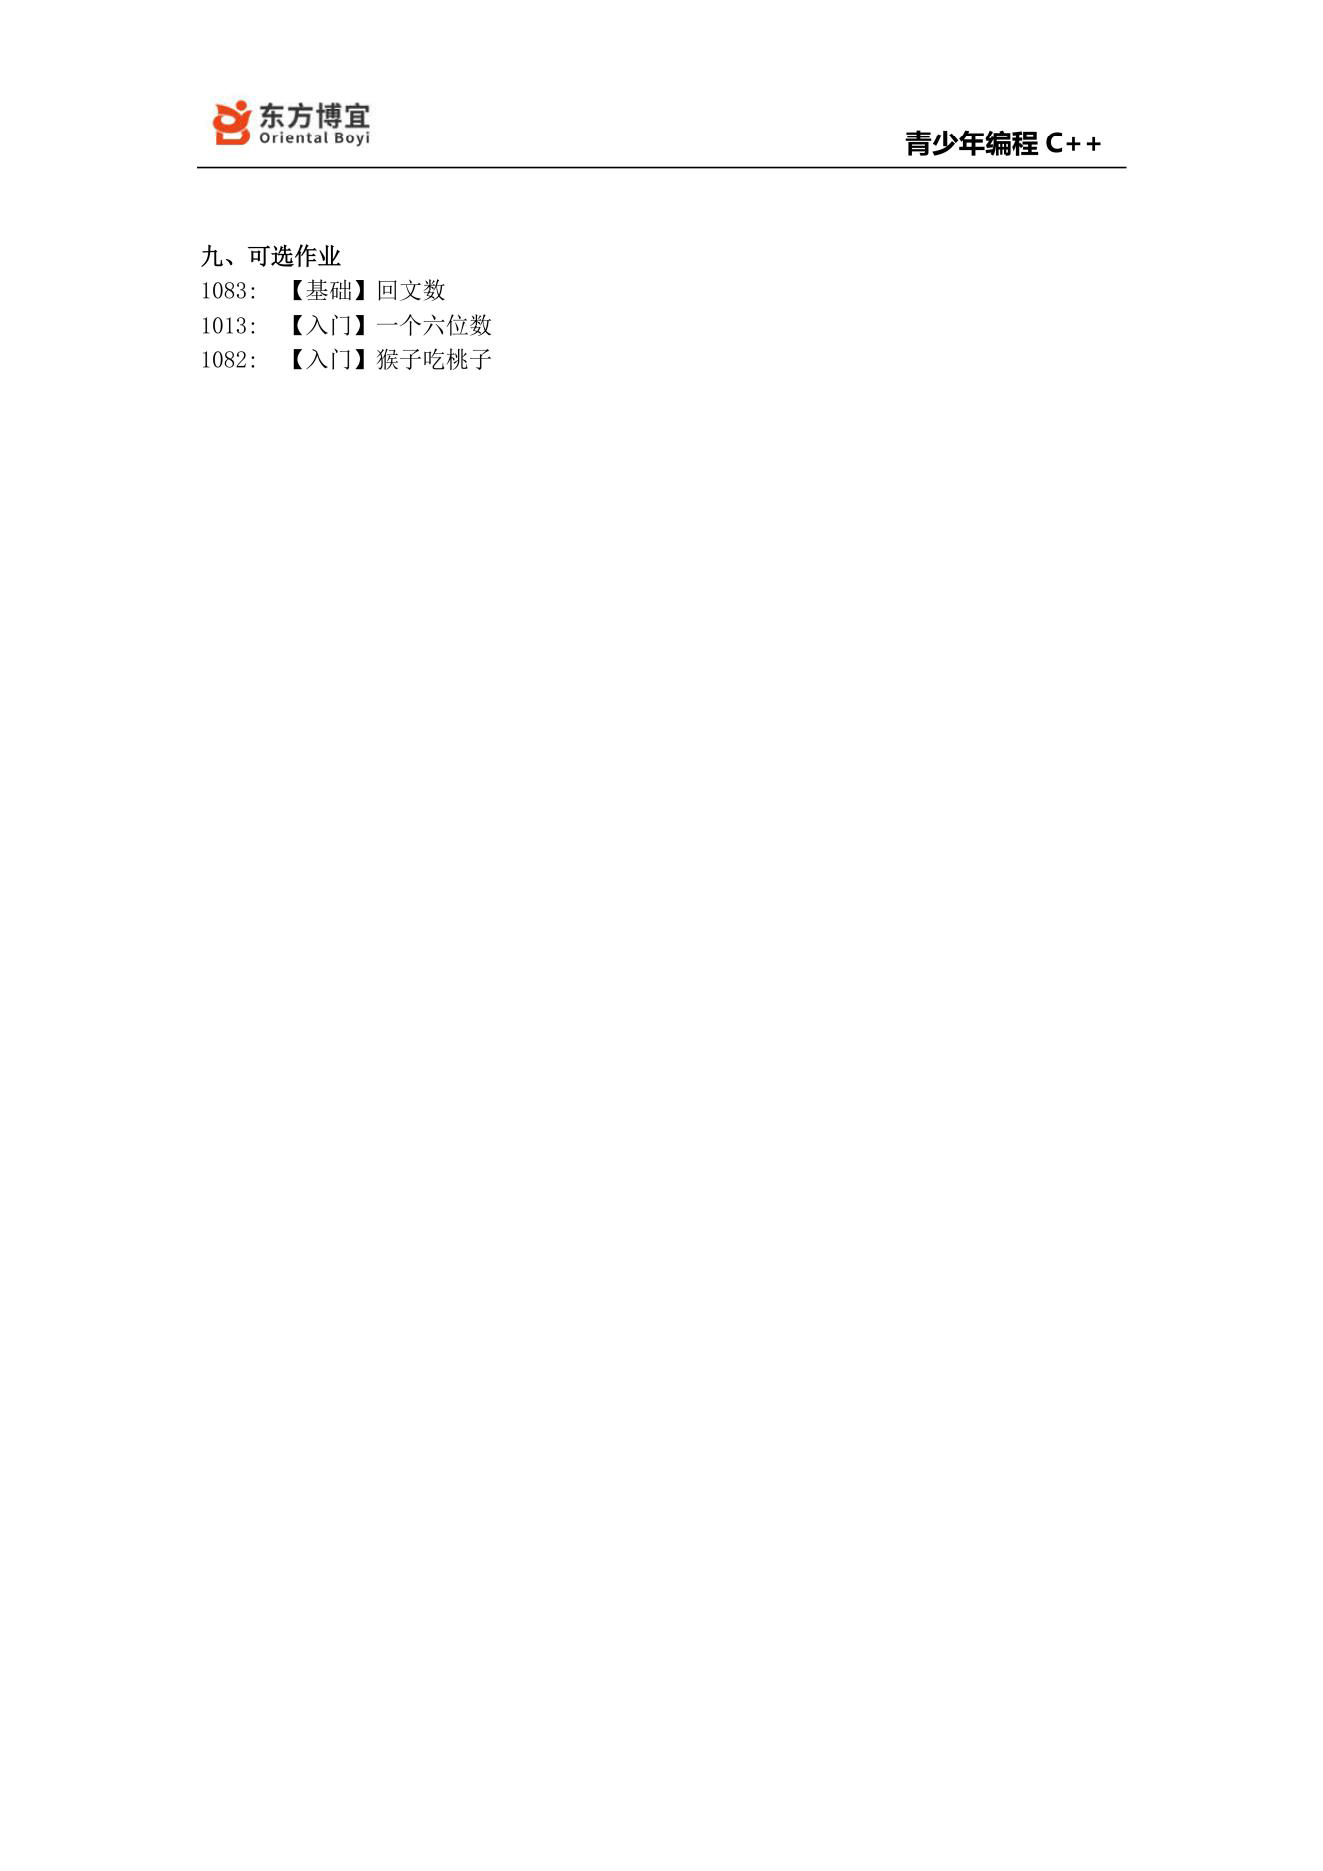 东方博宜
Oriental Boyi
青少年编程 C++
九、可选作业
1083: 【基础】回文数
1013: 【入门】一个六位数
1082: 【入门】猴子吃桃子